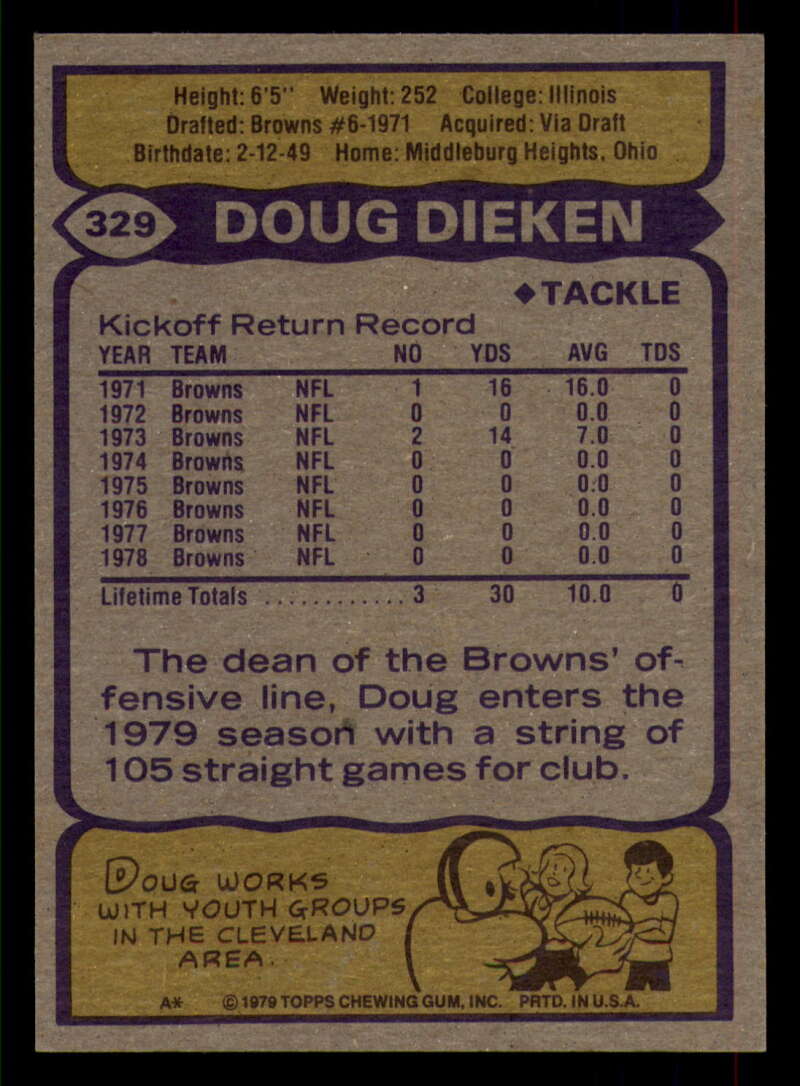 Height: 6'5" Weight: 252 College: Illinois
Drafted: Browns #6-1971 Acquired: Via Draft
Birthdate: 2-12-49 Home: Middleburg Heights, Ohio
329 DOUG DIEKEN
♦TACKLE
Kickoff Return Record
YEAR TEAM NO YDS AVG TDS
1971 Browns NFL 1 16 16.0 0
1972 Browns NFL 0 0 0.0 0
1973 Browns NFL 2 14 7.0 0
1974 Browns NFL 0 0 0.0 0
1975 Browns NFL 0 0 0.0 0
1976 Browns NFL 0 0 0.0 0
1977 Browns NFL 0 0 0.0 0
1978 Browns NFL 0 0 0.0 0
Lifetime Totals ............ 3 30 10.0 0
The dean of the Browns' of-
fensive line, Doug enters the
1979 season with a string of
105 straight games for club.
DOUG WORKS
WITH YOUTH GROUPS
IN THE CLEVELAND
AREA.
A* ©1979 TOPPS CHEWING GUM, INC. PRTD. IN U.S.A.